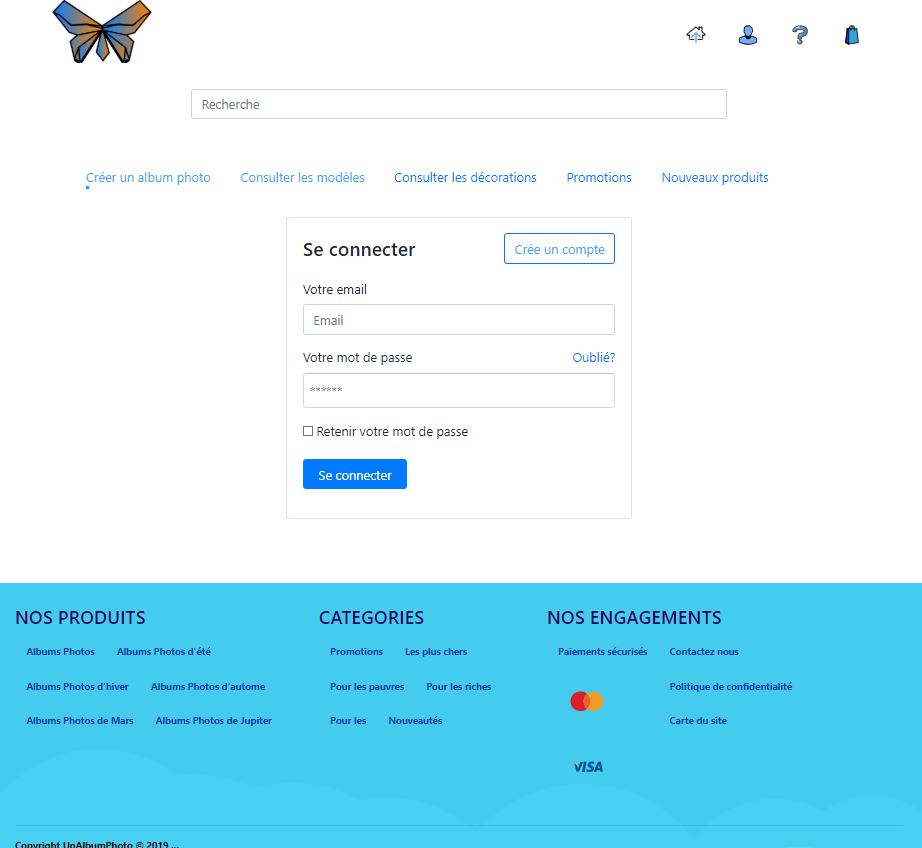 Recherche
Créer un album photo Consulter les modèles Consulter les décorations Promotions Nouveaux produits
Se connecter Crée un compte
Votre email
Email
Votre mot de passe Oublié?
******
Retenir votre mot de passe
Se connecter
NOS PRODUITS CATEGORIES NOS ENGAGEMENTS
Albums Photos Albums Photos d'été Promotions Les plus chers Paiements sécurisés Contactez nous
Albums Photos d'hiver Albums Photos d'autome Pour les pauvres Pour les riches Politique de confidentialité
Albums Photos de Mars Albums Photos de Jupiter Pour les Nouveautés Carte du site
VISA
Copyright UnAlbumPhoto © 2019 ...